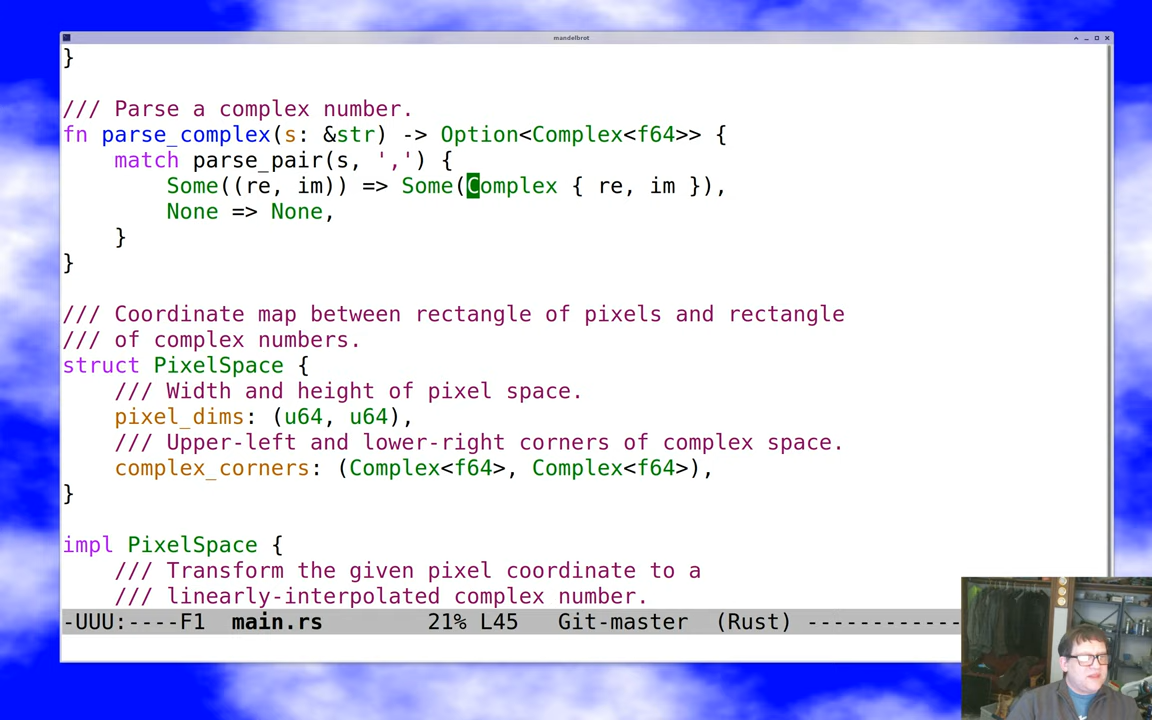 mandelbrot
}
/// Parse a complex number.
fn parse_complex(s: &str) -> Option<Complex<f64>> {
    match parse_pair(s, ',') {
        Some((re, im)) => Some(Complex { re, im }),
        None => None,
    }
}
/// Coordinate map between rectangle of pixels and rectangle
/// of complex numbers.
struct PixelSpace {
    /// Width and height of pixel space.
    pixel_dims: (u64, u64),
    /// Upper-left and lower-right corners of complex space.
    complex_corners: (Complex<f64>, Complex<f64>),
}
impl PixelSpace {
    /// Transform the given pixel coordinate to a
    /// linearly-interpolated complex number.
-UUU:----F1  main.rs        21% L45   Git-master  (Rust) ------------